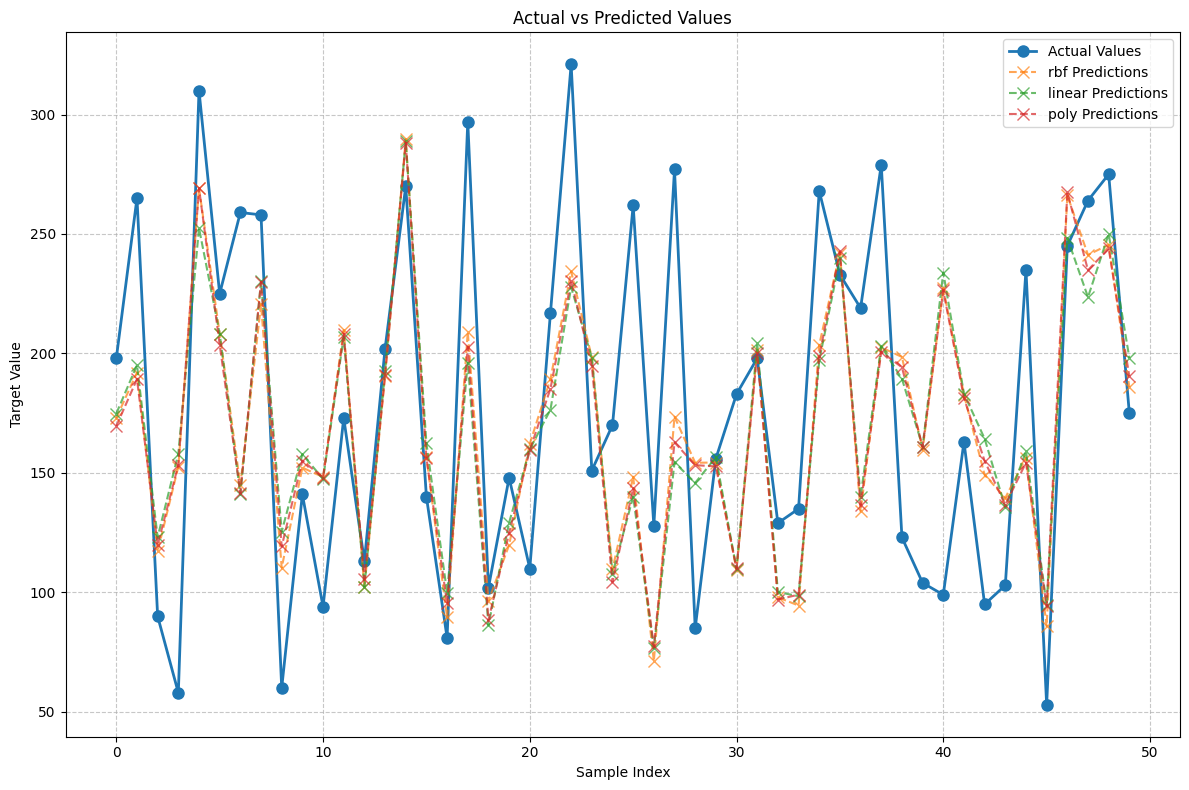 Actual vs Predicted Values
Actual Values
rbf Predictions
linear Predictions
poly Predictions
300
250
200
150
100
50
Target Value
0
10
20
30
40
50
Sample Index